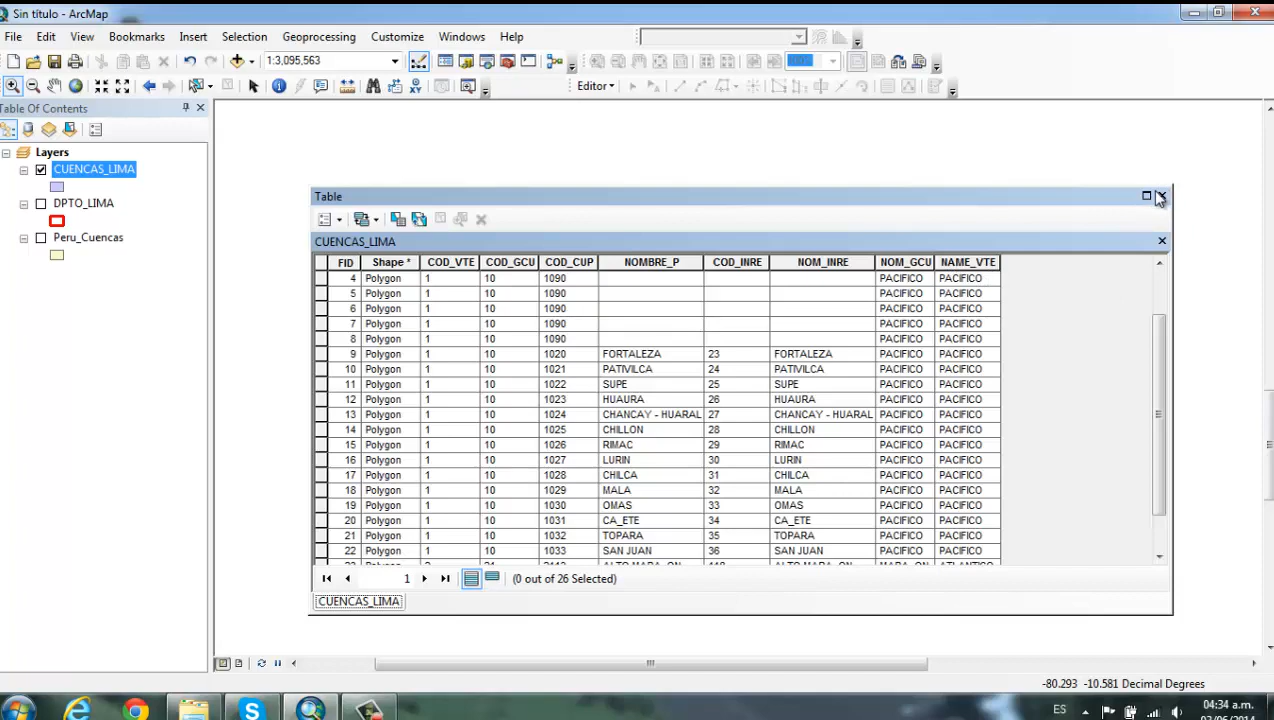 Sin título - ArcMap
File Edit View Bookmarks Insert Selection Geoprocessing Customize Windows Help
1:3,095,563 100%
Editor
Table Of Contents
Layers
CUENCAS_LIMA
DPTO_LIMA
Peru_Cuencas
Table
CUENCAS_LIMA
FID Shape * COD_VTE COD_GCU COD_CUP NOMBRE_P COD_INRE NOM_INRE NOM_GCU NAME_VTE
4 Polygon 1 10 1090 PACIFICO PACIFICO
5 Polygon 1 10 1090 PACIFICO PACIFICO
6 Polygon 1 10 1090 PACIFICO PACIFICO
7 Polygon 1 10 1090 PACIFICO PACIFICO
8 Polygon 1 10 1090 PACIFICO PACIFICO
9 Polygon 1 10 1020 FORTALEZA 23 FORTALEZA PACIFICO PACIFICO
10 Polygon 1 10 1021 PATIVILCA 24 PATIVILCA PACIFICO PACIFICO
11 Polygon 1 10 1022 SUPE 25 SUPE PACIFICO PACIFICO
12 Polygon 1 10 1023 HUAURA 26 HUAURA PACIFICO PACIFICO
13 Polygon 1 10 1024 CHANCAY - HUARAL 27 CHANCAY - HUARAL PACIFICO PACIFICO
14 Polygon 1 10 1025 CHILLON 28 CHILLON PACIFICO PACIFICO
15 Polygon 1 10 1026 RIMAC 29 RIMAC PACIFICO PACIFICO
16 Polygon 1 10 1027 LURIN 30 LURIN PACIFICO PACIFICO
17 Polygon 1 10 1028 CHILCA 31 CHILCA PACIFICO PACIFICO
18 Polygon 1 10 1029 MALA 32 MALA PACIFICO PACIFICO
19 Polygon 1 10 1030 OMAS 33 OMAS PACIFICO PACIFICO
20 Polygon 1 10 1031 CA_ETE 34 CA_ETE PACIFICO PACIFICO
21 Polygon 1 10 1032 TOPARA 35 TOPARA PACIFICO PACIFICO
22 Polygon 1 10 1033 SAN JUAN 36 SAN JUAN PACIFICO PACIFICO
1 (0 out of 26 Selected)
CUENCAS_LIMA
-80.293 -10.581 Decimal Degrees
ES 04:34 a.m.